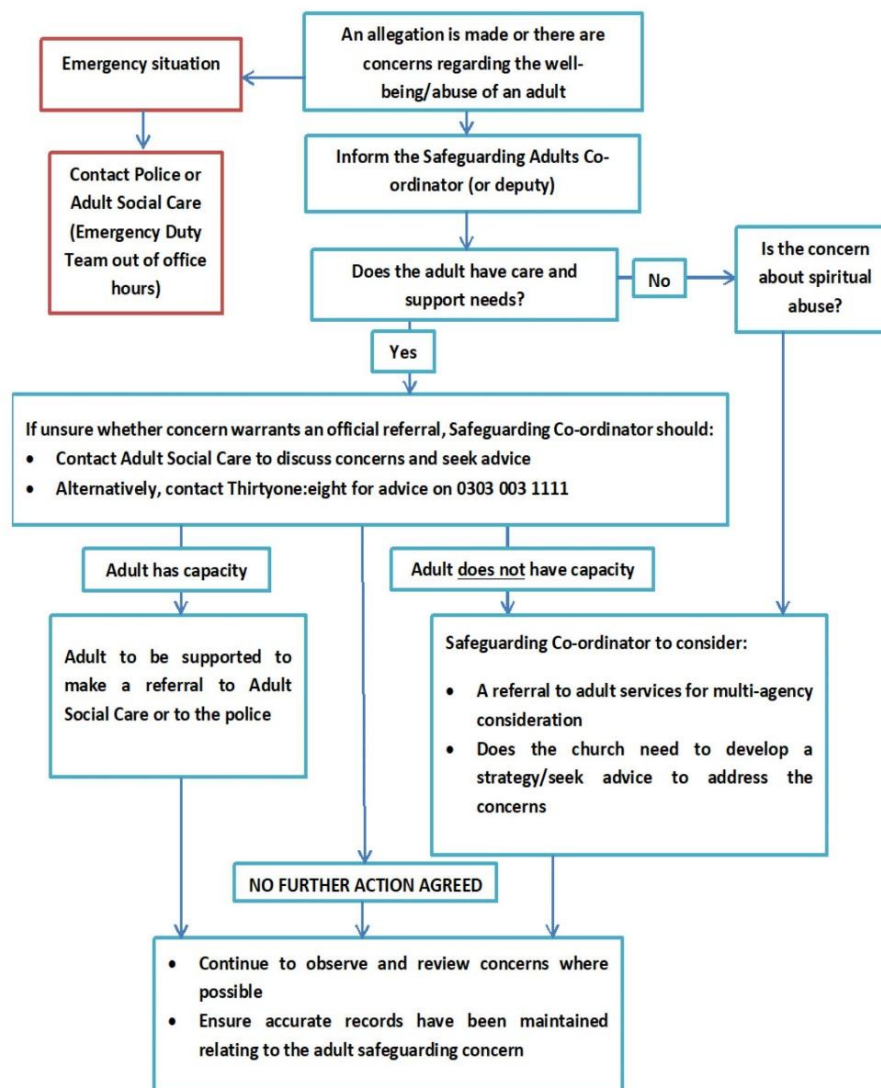 An allegation is made or there are
concerns regarding the well-
being/abuse of an adult
Emergency situation
Contact Police or
Adult Social Care
(Emergency Duty
Team out of office
hours)
Inform the Safeguarding Adults Co-
ordinator (or deputy)
Does the adult have care and
support needs?
No
Is the concern
about spiritual
abuse?
Yes
If unsure whether concern warrants an official referral, Safeguarding Co-ordinator should:
• Contact Adult Social Care to discuss concerns and seek advice
• Alternatively, contact Thirtyone:eight for advice on 0303 003 1111
Adult has capacity
Adult does not have capacity
Adult to be supported to
make a referral to Adult
Social Care or to the police
Safeguarding Co-ordinator to consider:
• A referral to adult services for multi-agency
consideration
• Does the church need to develop a
strategy/seek advice to address the
concerns
NO FURTHER ACTION AGREED
• Continue to observe and review concerns where
possible
• Ensure accurate records have been maintained
relating to the adult safeguarding concern